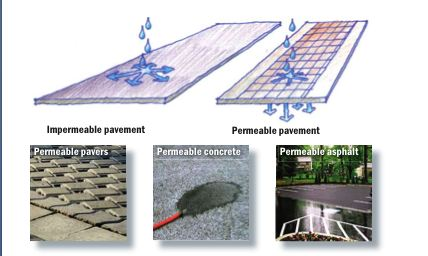 Impermeable pavement
Permeable pavement
Permeable pavers
Permeable concrete
Permeable asphalt